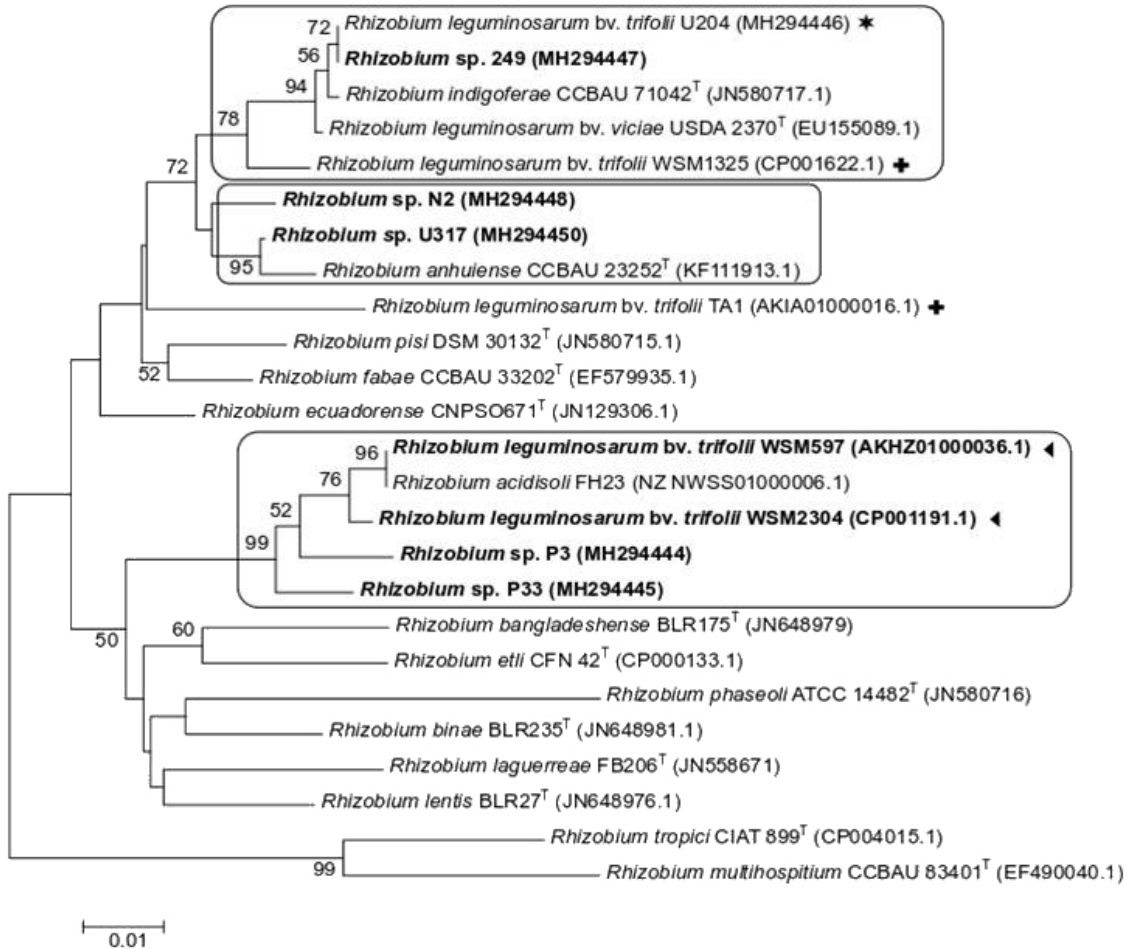 72
Rhizobium leguminosarum bv. trifolii U204 (MH294446) ✶
56
Rhizobium sp. 249 (MH294447)
94
Rhizobium indigoferae CCBAU 71042T (JN580717.1)
78
Rhizobium leguminosarum bv. viciae USDA 2370T (EU155089.1)
72
Rhizobium leguminosarum bv. trifolii WSM1325 (CP001622.1) ✚
Rhizobium sp. N2 (MH294448)
Rhizobium sp. U317 (MH294450)
95
Rhizobium anhuiense CCBAU 23252T (KF111913.1)
Rhizobium leguminosarum bv. trifolii TA1 (AKIA01000016.1) ✚
Rhizobium pisi DSM 30132T (JN580715.1)
52
Rhizobium fabae CCBAU 33202T (EF579935.1)
Rhizobium ecuadorense CNPSO671T (JN129306.1)
96
Rhizobium leguminosarum bv. trifolii WSM597 (AKHZ01000036.1) ◀
76
Rhizobium acidisoli FH23 (NZ NWSS01000006.1)
52
Rhizobium leguminosarum bv. trifolii WSM2304 (CP001191.1) ◀
99
Rhizobium sp. P3 (MH294444)
Rhizobium sp. P33 (MH294445)
50
60
Rhizobium bangladeshense BLR175T (JN648979)
Rhizobium etli CFN 42T (CP000133.1)
Rhizobium phaseoli ATCC 14482T (JN580716)
Rhizobium binae BLR235T (JN648981.1)
Rhizobium laguerreae FB206T (JN558671)
Rhizobium lentis BLR27T (JN648976.1)
Rhizobium tropici CIAT 899T (CP004015.1)
99
Rhizobium multihospitium CCBAU 83401T (EF490040.1)
0.01